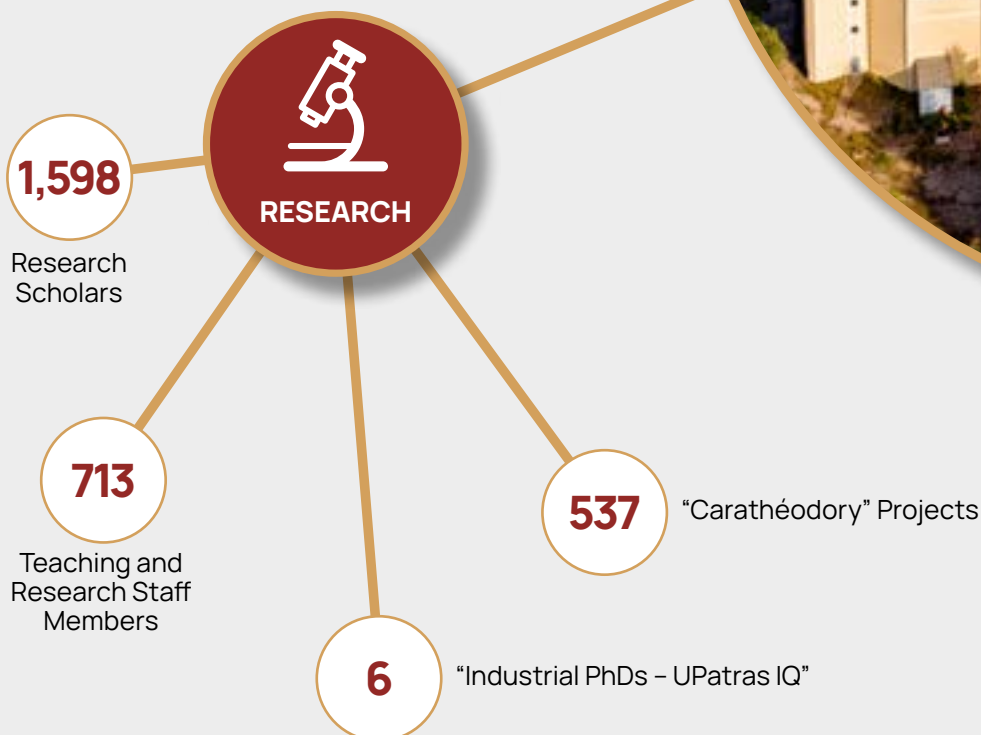 RESEARCH
1,598
Research
Scholars
713
Teaching and
Research Staff
Members
6
“Industrial PhDs – UPatras IQ”
537
“Carathéodory” Projects